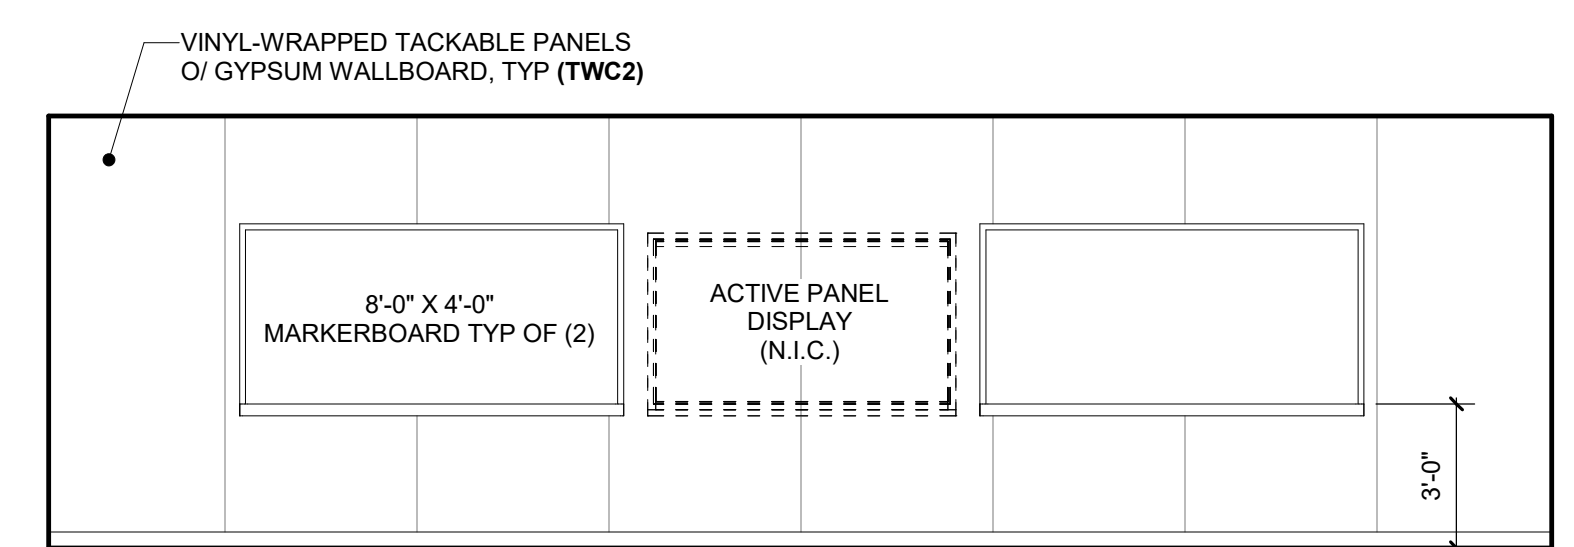 VINYL-WRAPPED TACKABLE PANELS
O/ GYPSUM WALLBOARD, TYP (TWC2)
8'-0" X 4'-0"
MARKERBOARD TYP OF (2)
ACTIVE PANEL
DISPLAY
(N.I.C.)
3'-0"